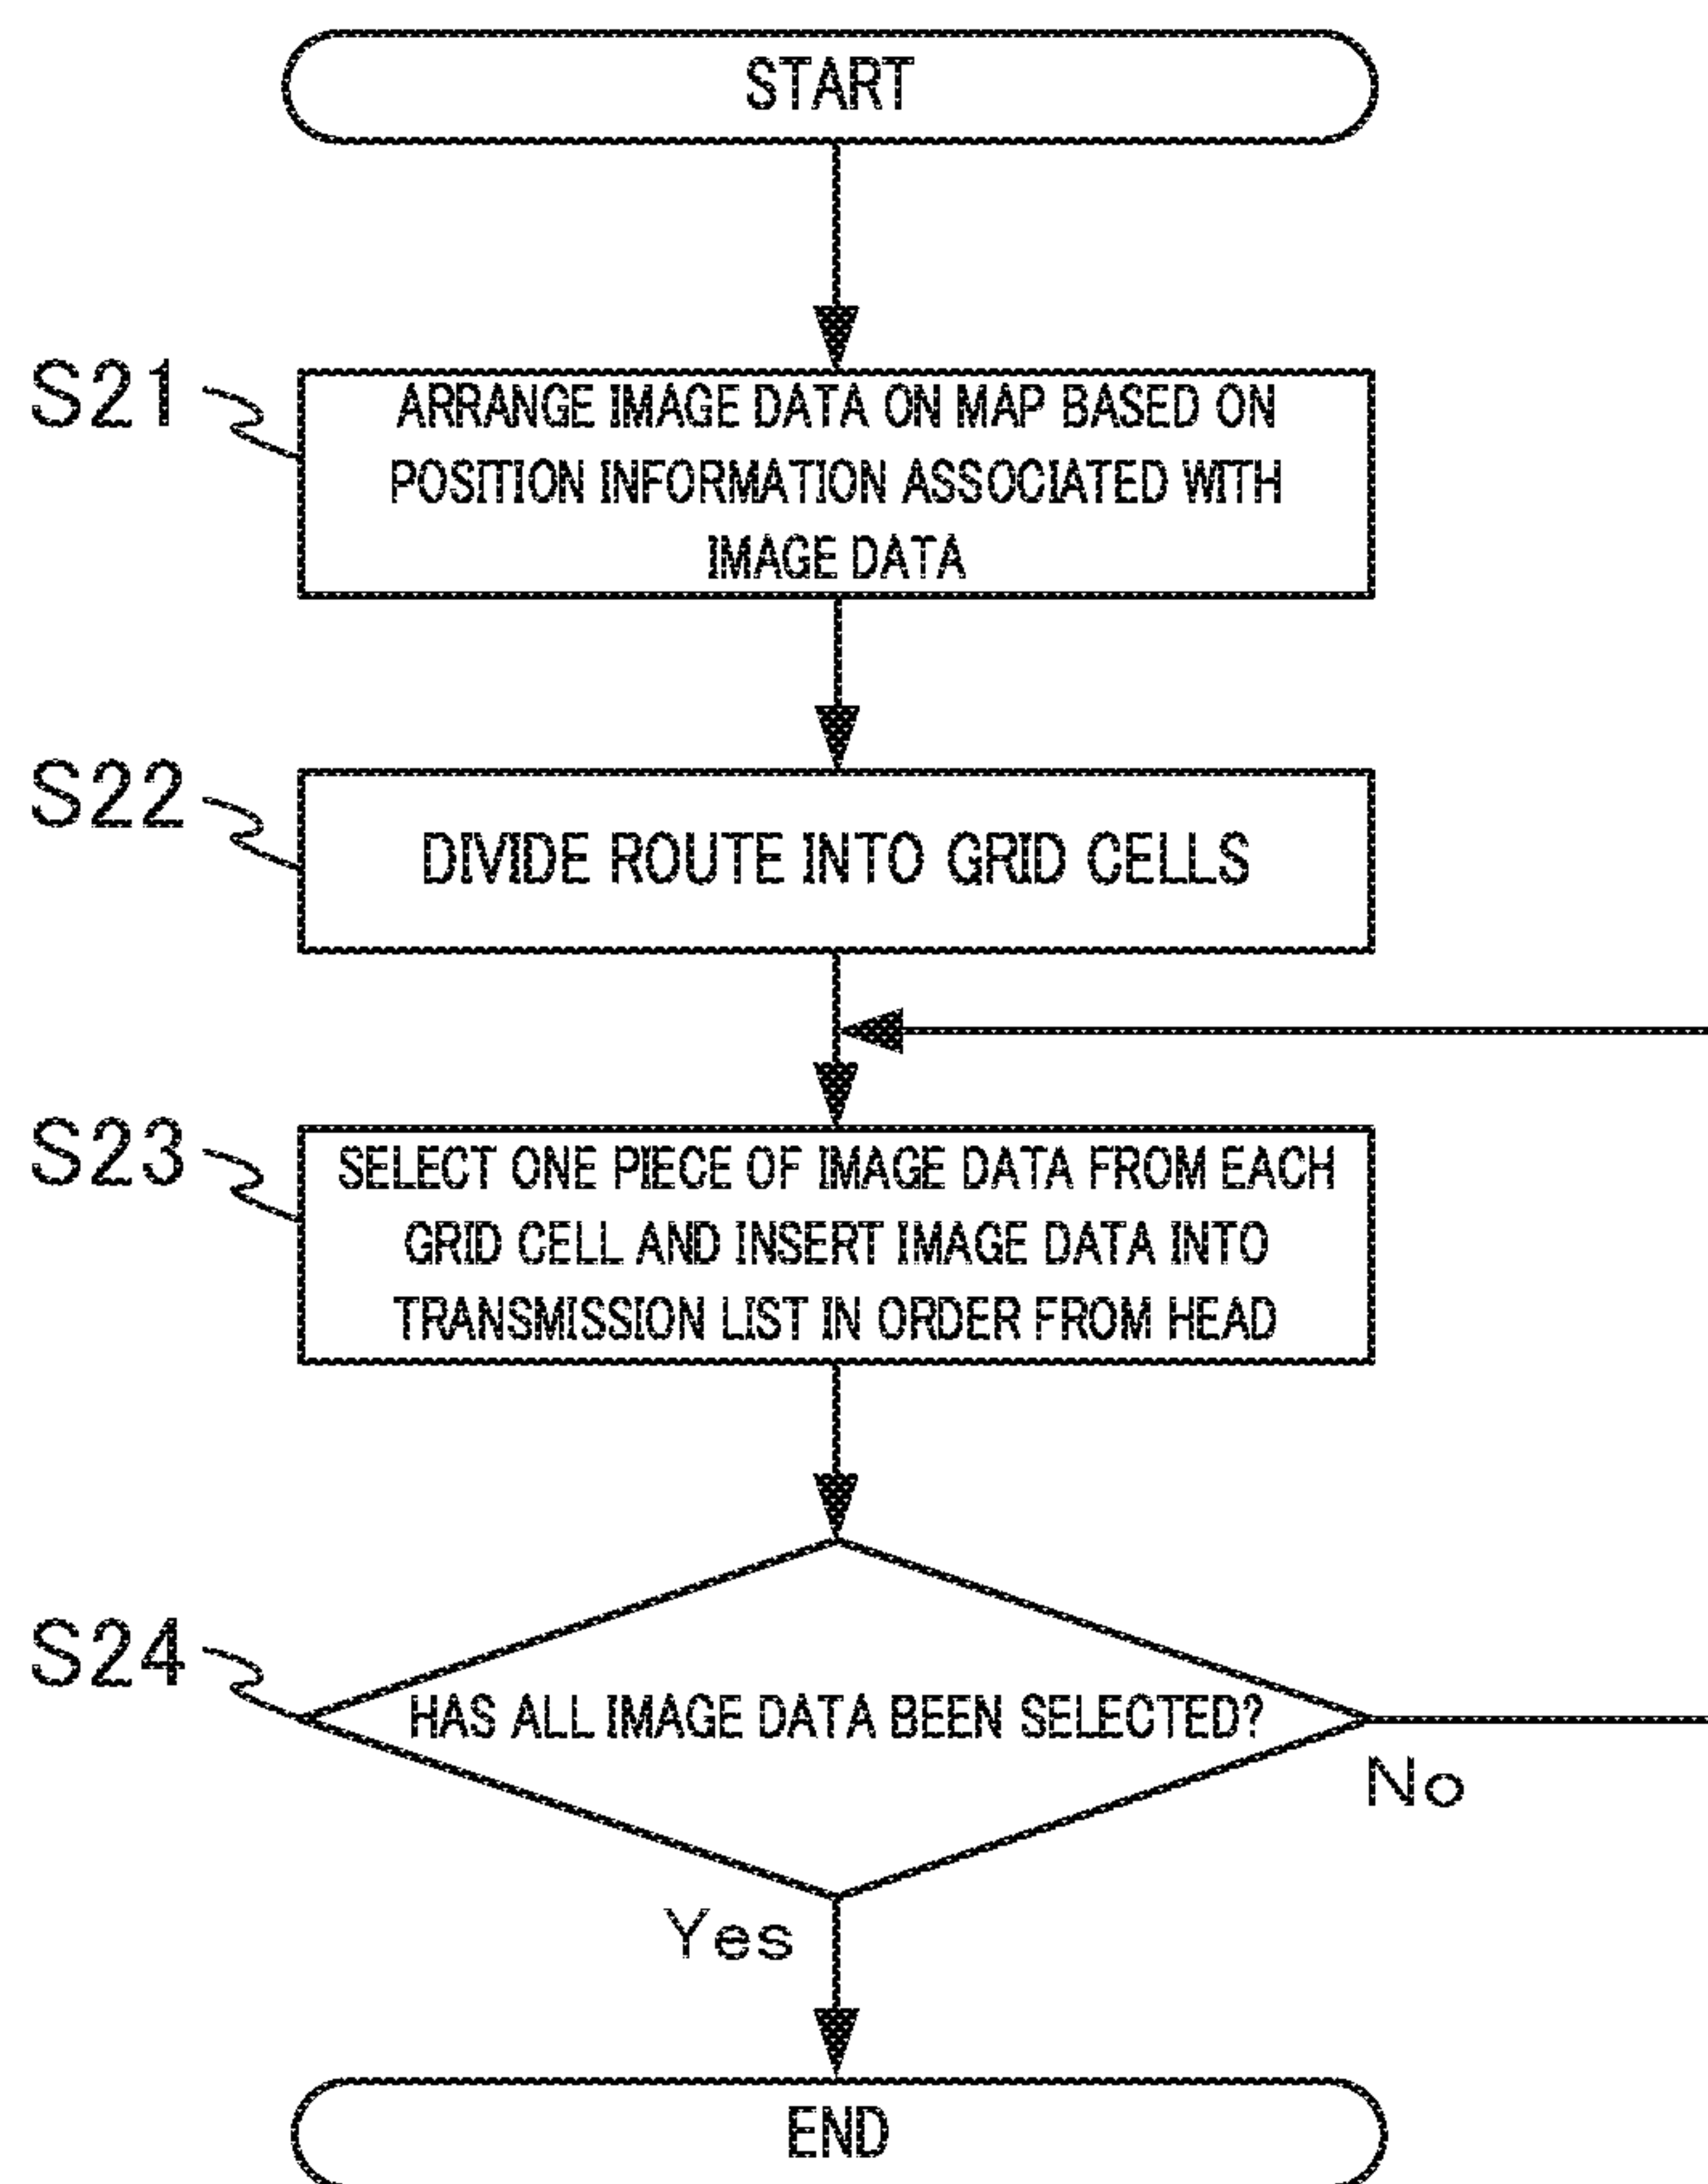 START
S21
ARRANGE IMAGE DATA ON MAP BASED ON
POSITION INFORMATION ASSOCIATED WITH
IMAGE DATA
S22
DIVIDE ROUTE INTO GRID CELLS
S23
SELECT ONE PIECE OF IMAGE DATA FROM EACH
GRID CELL AND INSERT IMAGE DATA INTO
TRANSMISSION LIST IN ORDER FROM HEAD
S24
HAS ALL IMAGE DATA BEEN SELECTED?
No
Yes
END